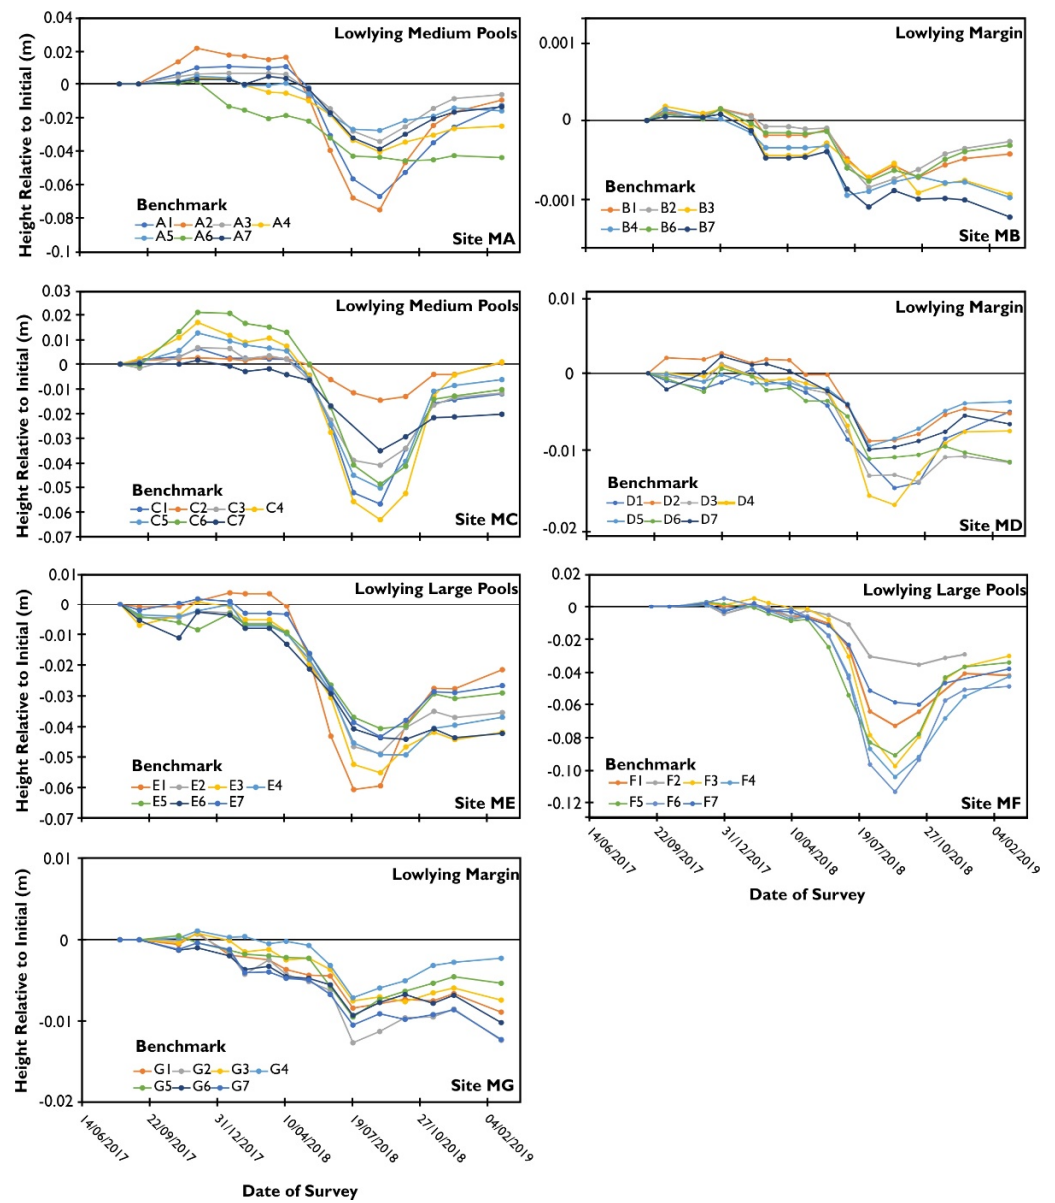 Height Relative to Initial (m)
0.04
0.02
0
-0.02
-0.04
-0.06
-0.08
-0.1
Lowlying Medium Pools
Benchmark
A1 A2 A3 A4
A5 A6 A7
Site MA
0.001
0
-0.001
Lowlying Margin
Benchmark
B1 B2 B3
B4 B6 B7
Site MB
Height Relative to Initial (m)
0.03
0.02
0.01
0
-0.01
-0.02
-0.03
-0.04
-0.05
-0.06
-0.07
Lowlying Medium Pools
Benchmark
C1 C2 C3 C4
C5 C6 C7
Site MC
0.01
0
-0.01
-0.02
Lowlying Margin
Benchmark
D1 D2 D3 D4
D5 D6 D7
Site MD
Height Relative to Initial (m)
0.01
0
-0.01
-0.02
-0.03
-0.04
-0.05
-0.06
-0.07
Lowlying Large Pools
Benchmark
E1 E2 E3 E4
E5 E6 E7
Site ME
0.02
0
-0.02
-0.04
-0.06
-0.08
-0.10
-0.12
Lowlying Large Pools
Benchmark
F1 F2 F3 F4
F5 F6 F7
Site MF
14/06/2017
22/09/2017
31/12/2017
10/04/2018
19/07/2018
27/10/2018
04/02/2019
Date of Survey
Height Relative to Initial (m)
0.01
0
-0.01
-0.02
Lowlying Margin
Benchmark
G1 G2 G3 G4
G5 G6 G7
Site MG
14/06/2017
22/09/2017
31/12/2017
10/04/2018
19/07/2018
27/10/2018
04/02/2019
Date of Survey